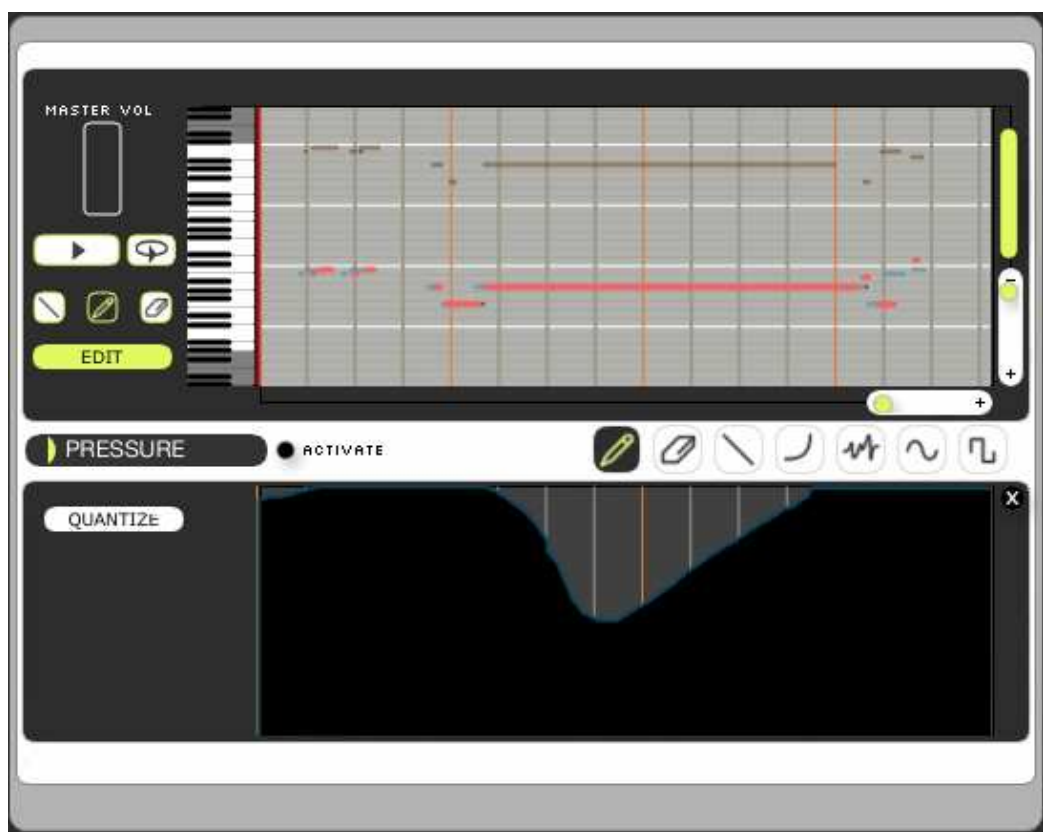 MASTER VOL
EDIT
-
+
+
PRESSURE
ACTIVATE
QUANTIZE
X